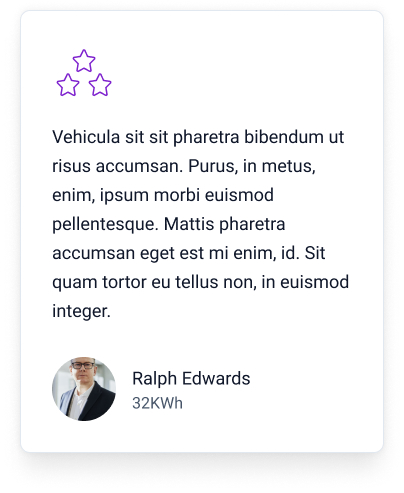 Vehicula sit sit pharetra bibendum ut
risus accumsan. Purus, in metus,
enim, ipsum morbi euismod
pellentesque. Mattis pharetra
accumsan eget est mi enim, id. Sit
quam tortor eu tellus non, in euismod
integer.
Ralph Edwards
32KWh